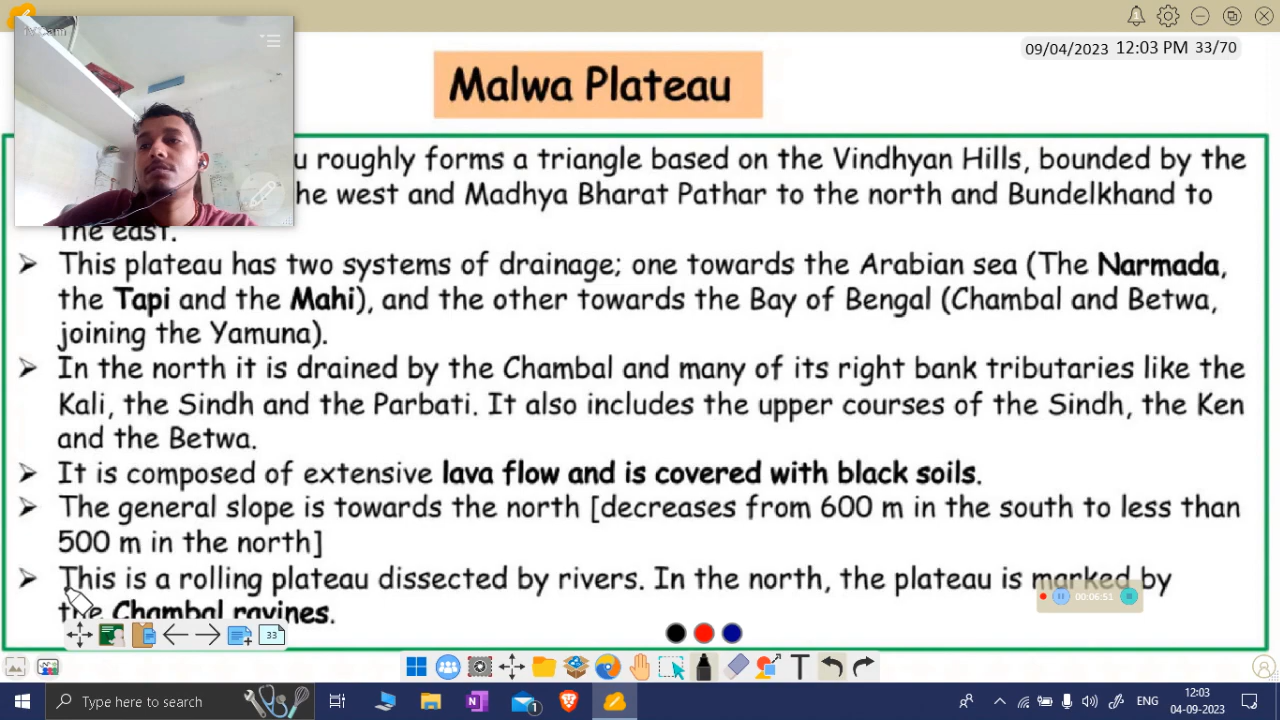 iVCam
09/04/2023 12:03 PM 33/70
Malwa Plateau
u roughly forms a triangle based on the Vindhyan Hills, bounded by the
he west and Madhya Bharat Pathar to the north and Bundelkhand to
the east.
➤ This plateau has two systems of drainage; one towards the Arabian sea (The Narmada,
the Tapi and the Mahi), and the other towards the Bay of Bengal (Chambal and Betwa,
joining the Yamuna).
➤ In the north it is drained by the Chambal and many of its right bank tributaries like the
Kali, the Sindh and the Parbati. It also includes the upper courses of the Sindh, the Ken
and the Betwa.
➤ It is composed of extensive lava flow and is covered with black soils.
➤ The general slope is towards the north [decreases from 600 m in the south to less than
500 m in the north]
➤ This is a rolling plateau dissected by rivers. In the north, the plateau is marked by
the Chambal ravines.
00:06:51
33
T
Type here to search
1
ENG
12:03
04-09-2023